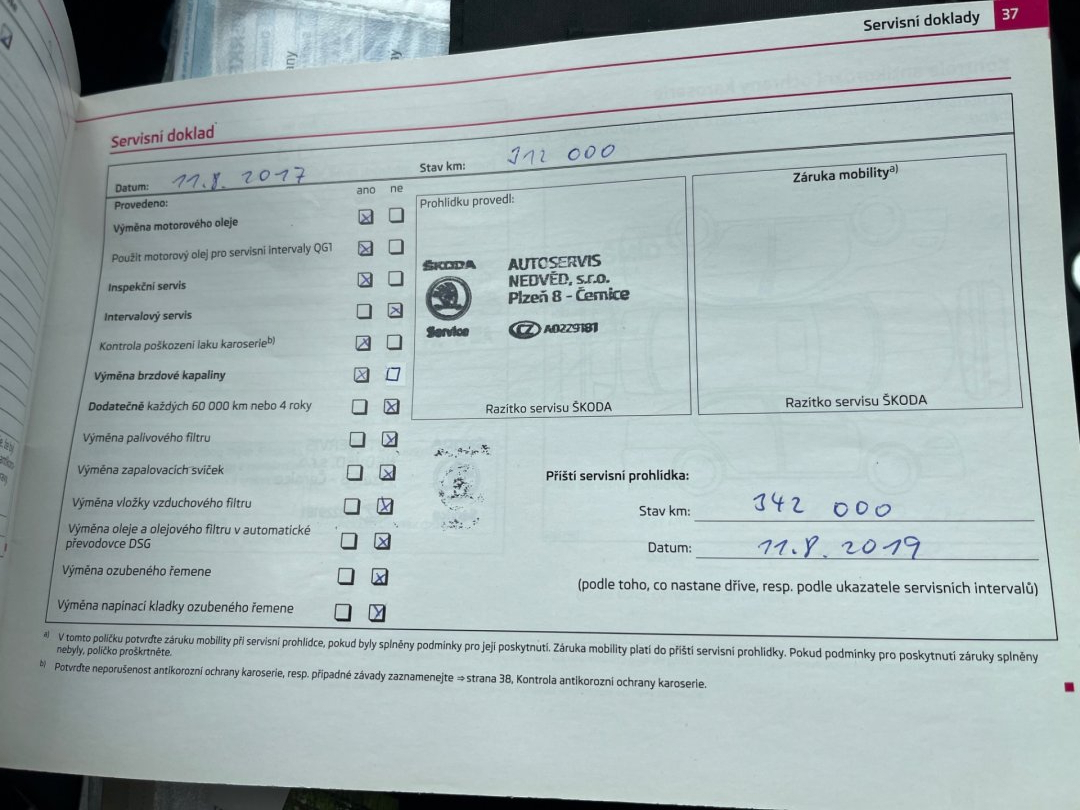 Servisní doklady 37
Servisní doklad
Datum: 11.8. 2017
Stav km: 312 000
Provedeno:
ano ne
Výměna motorového oleje
Použit motorový olej pro servisní intervaly QG1
Inspekční servis
Intervalový servis
Kontrola poškození laku karoserieb)
Výměna brzdové kapaliny
Dodatečně každých 60 000 km nebo 4 roky
Výměna palivového filtru
Výměna zapalovacích svíček
Výměna vložky vzduchového filtru
Výměna oleje a olejového filtru v automatické
převodovce DSG
Výměna ozubeného řemene
Výměna napínací kladky ozubeného řemene
Prohlídku provedl:
ŠKODA
Service
AUTOSERVIS
NEDVĚD, s.r.o.
Plzeň 8 - Černice
CZ A0229181
Razítko servisu ŠKODA
Záruka mobilitya)
Razítko servisu ŠKODA
Příští servisní prohlídka:
Stav km: 342 000
Datum: 11.8. 2019
(podle toho, co nastane dříve, resp. podle ukazatele servisních intervalů)
a) V tomto políčku potvrďte záruku mobility při servisní prohlídce, pokud byly splněny podmínky pro její poskytnutí. Záruka mobility platí do příští servisní prohlídky. Pokud podmínky pro poskytnutí záruky splněny
nebyly, políčko proškrtněte.
b) Potvrďte neporušenost antikorozní ochrany karoserie, resp. případné závady zaznamenejte ⇒ strana 38, Kontrola antikorozní ochrany karoserie.